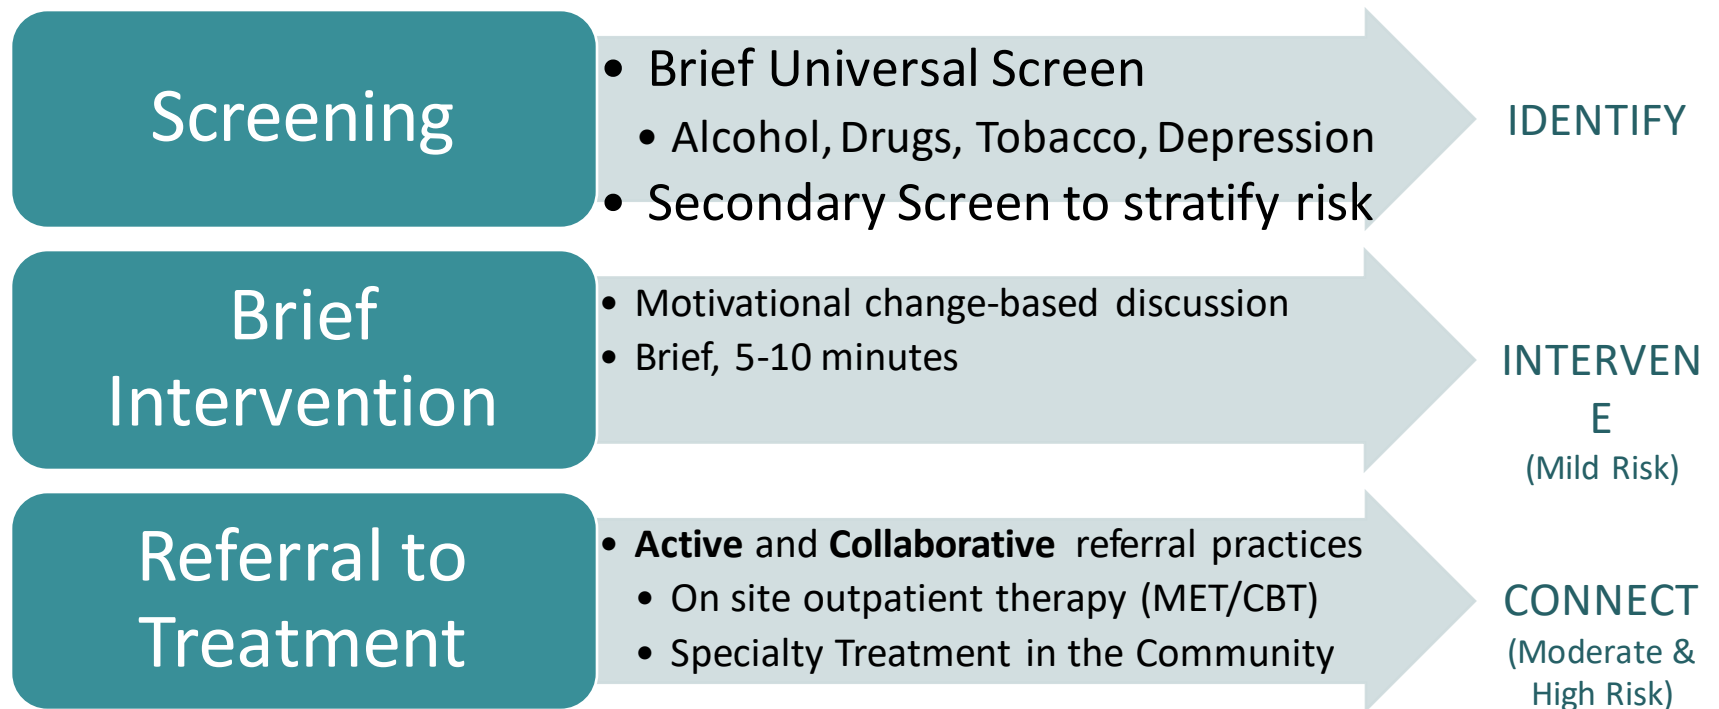 Screening
• Brief Universal Screen
• Alcohol, Drugs, Tobacco, Depression
• Secondary Screen to stratify risk
IDENTIFY
Brief
Intervention
• Motivational change-based discussion
• Brief, 5-10 minutes
INTERVEN
E
(Mild Risk)
Referral to
Treatment
• Active and Collaborative referral practices
• On site outpatient therapy (MET/CBT)
• Specialty Treatment in the Community
CONNECT
(Moderate &
High Risk)